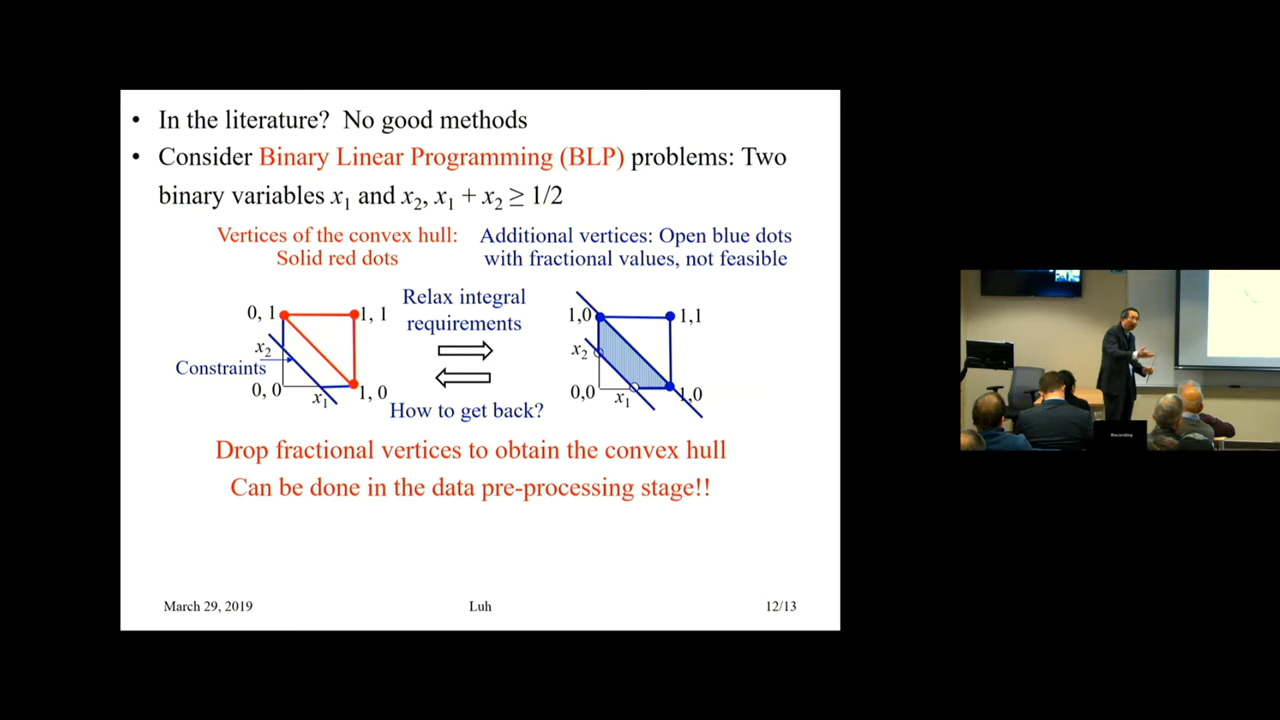 • In the literature? No good methods
• Consider Binary Linear Programming (BLP) problems: Two
binary variables x1 and x2, x1 + x2 ≥ 1/2
Vertices of the convex hull:
Solid red dots
Additional vertices: Open blue dots
with fractional values, not feasible
0, 1
1, 1
x2
Constraints
0, 0
x1
1, 0
Relax integral
requirements
How to get back?
1,0
1,1
x2
0,0
x1
1,0
Drop fractional vertices to obtain the convex hull
Can be done in the data pre-processing stage!!
March 29, 2019
Luh
12/13
Recording